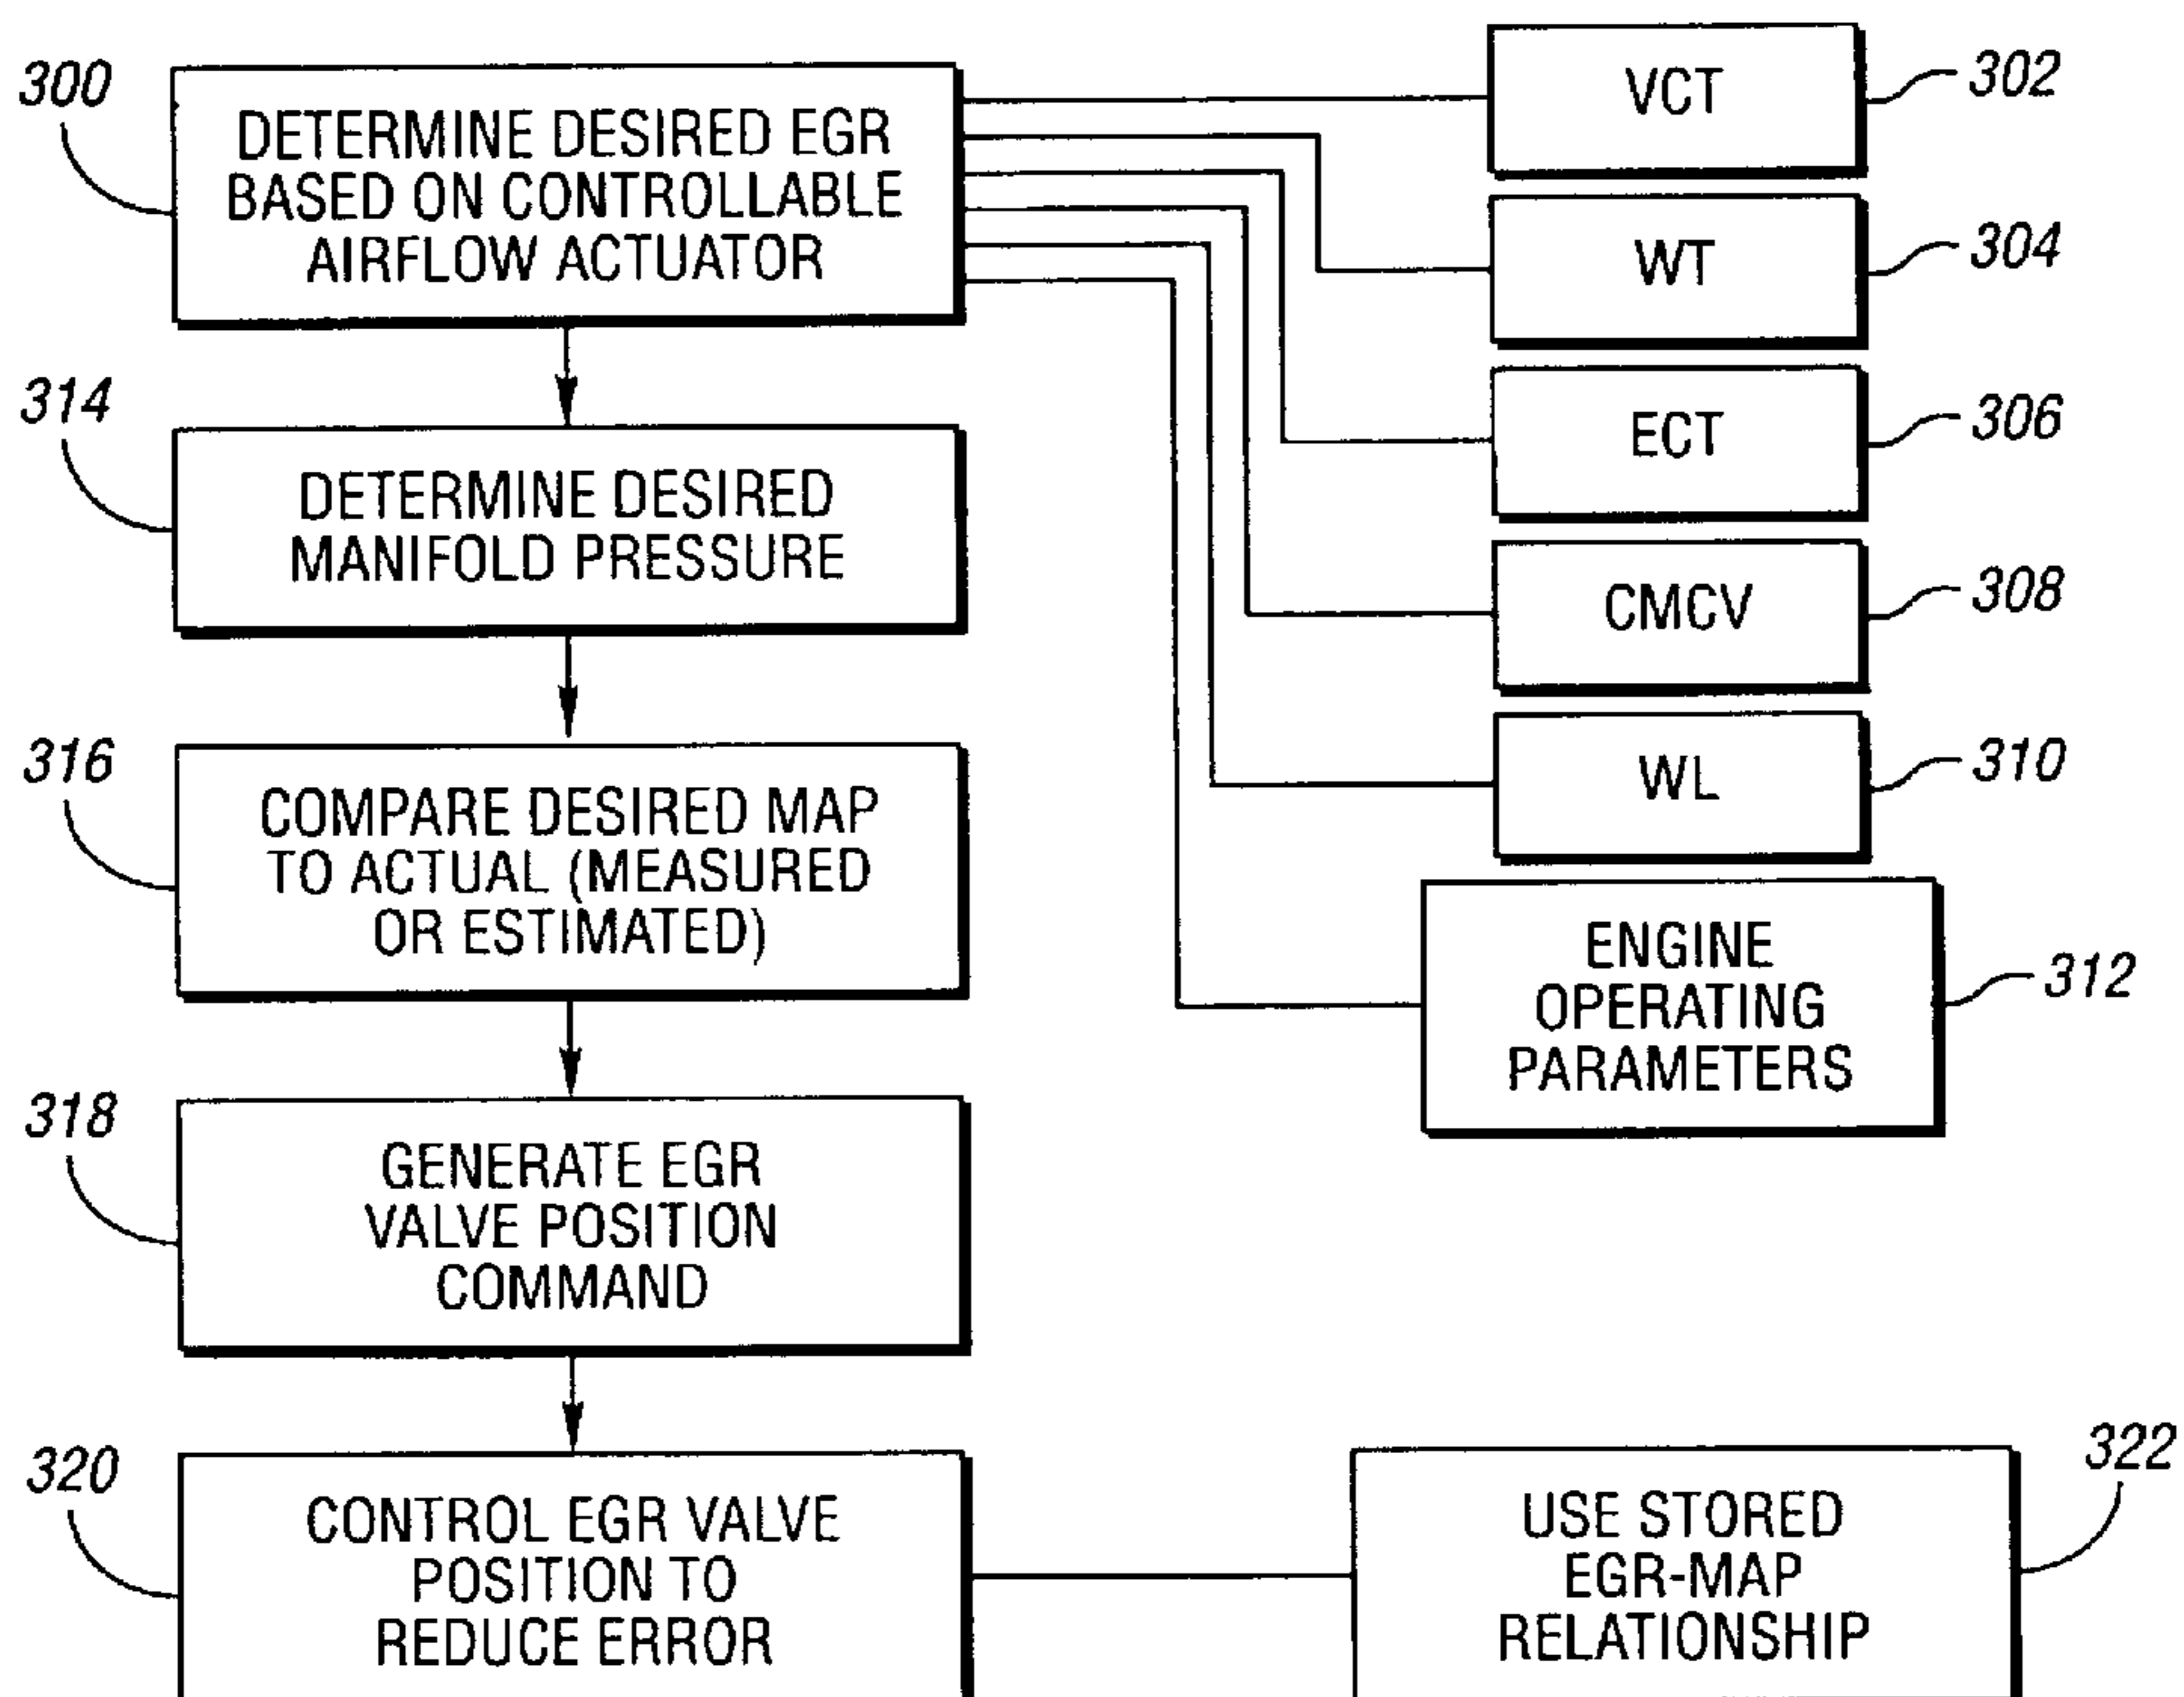 300
DETERMINE DESIRED EGR
BASED ON CONTROLLABLE
AIRFLOW ACTUATOR
VCT
302
WT
304
ECT
306
CMCV
308
WL
310
ENGINE
OPERATING
PARAMETERS
312
314
DETERMINE DESIRED
MANIFOLD PRESSURE
316
COMPARE DESIRED MAP
TO ACTUAL (MEASURED
OR ESTIMATED)
318
GENERATE EGR
VALVE POSITION
COMMAND
320
CONTROL EGR VALVE
POSITION TO
REDUCE ERROR
322
USE STORED
EGR-MAP
RELATIONSHIP